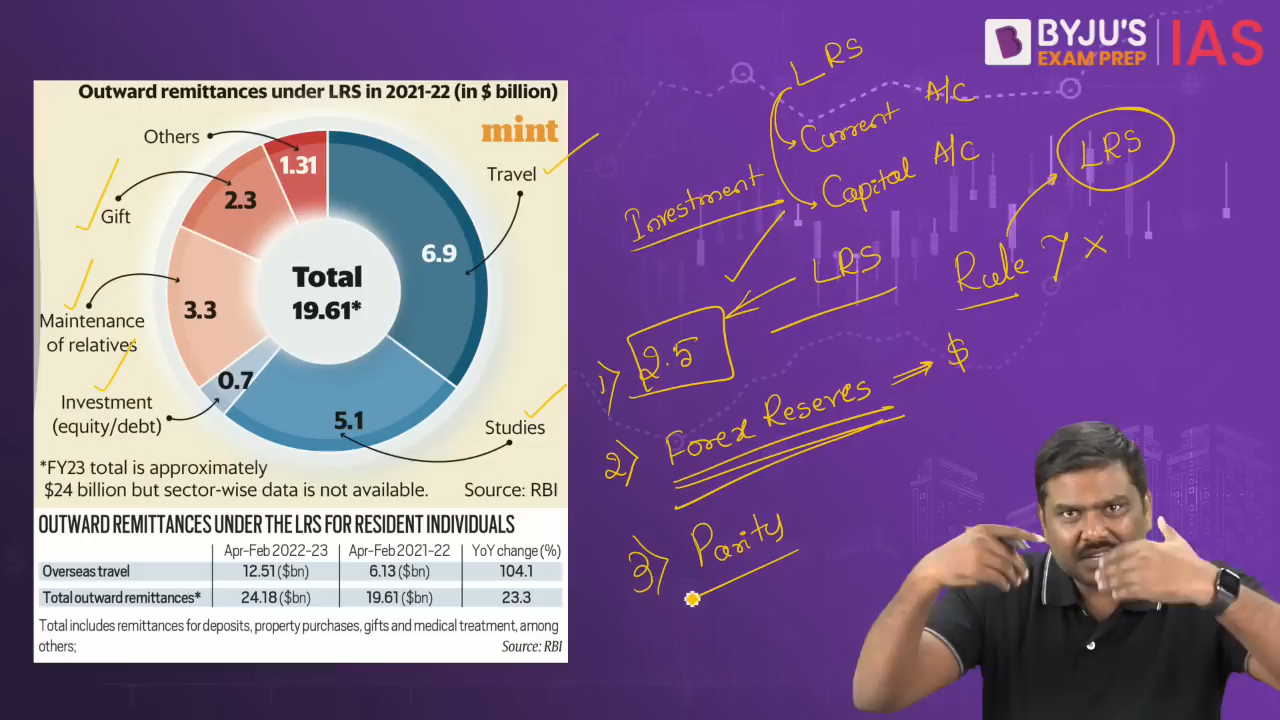 BYJU'S
EXAM PREP
IAS
Outward remittances under LRS in 2021-22 (in $ billion)
mint
Others
1.31
Travel
Gift
2.3
6.9
Total
19.61*
3.3
Maintenance
of relatives
0.7
Investment
(equity/debt)
5.1
Studies
*FY23 total is approximately
$24 billion but sector-wise data is not available.
Source: RBI
OUTWARD REMITTANCES UNDER THE LRS FOR RESIDENT INDIVIDUALS
Apr-Feb 2022-23 Apr-Feb 2021-22 YoY change (%)
Overseas travel 12.51 ($bn) 6.13 ($bn) 104.1
Total outward remittances* 24.18 ($bn) 19.61 ($bn) 23.3
Total includes remittances for deposits, property purchases, gifts and medical treatment, among
others;
Source: RBI
LRS
Current A/C
Capital A/C
Investment
LRS
1) 2.5
2) Forex Reserves → $
3) Parity
LRS
Rule 7 ×